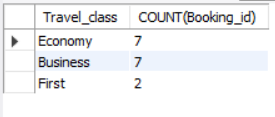 Travel_class COUNT(Booking_id)
Economy 7
Business 7
First 2